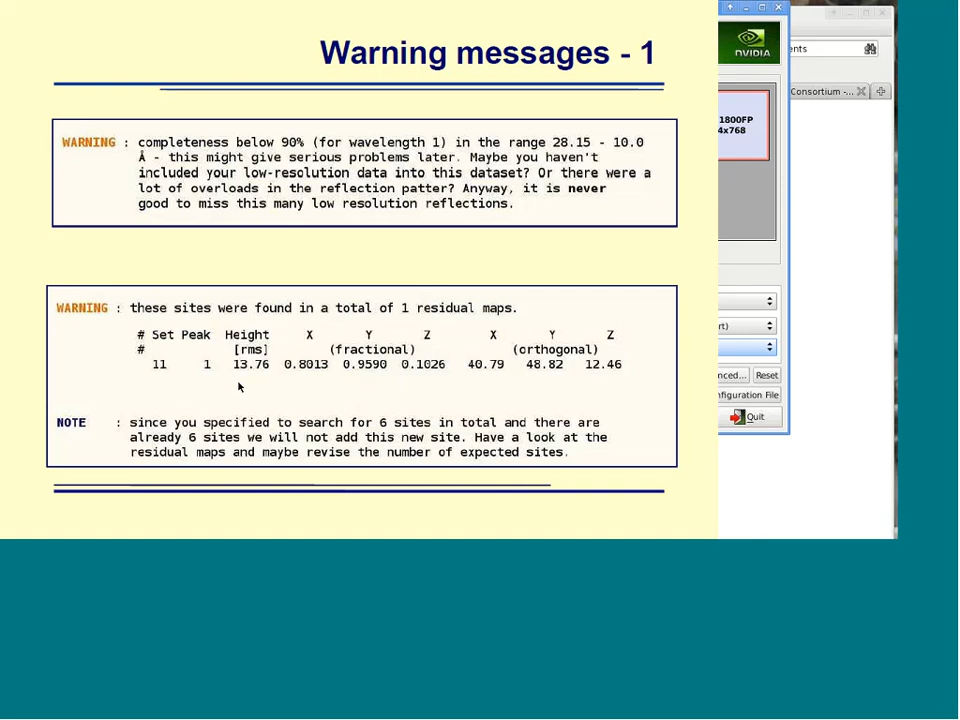 Warning messages - 1
WARNING : completeness below 90% (for wavelength 1) in the range 28.15 - 10.0
Å - this might give serious problems later. Maybe you haven't
included your low-resolution data into this dataset? Or there were a
lot of overloads in the reflection patter? Anyway, it is never
good to miss this many low resolution reflections.
WARNING : these sites were found in a total of 1 residual maps.
# Set Peak Height X Y Z X Y Z
# [rms] (fractional) (orthogonal)
11 1 13.76 0.8013 0.9590 0.1026 40.79 48.82 12.46
NOTE : since you specified to search for 6 sites in total and there are
already 6 sites we will not add this new site. Have a look at the
residual maps and maybe revise the number of expected sites.
NVIDIA
ents
Consortium -...
1800FP
4x768
rt)
nced...
Reset
nfiguration File
Quit